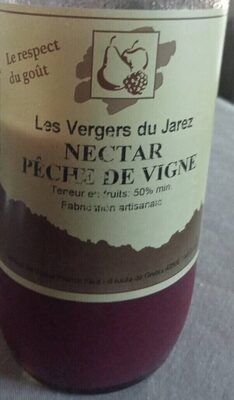 Le respect
du goût
Les Vergers du Jarez
NECTAR
PÊCHE DE VIGNE
Teneur en fruits: 50% min.
Fabrication artisanale